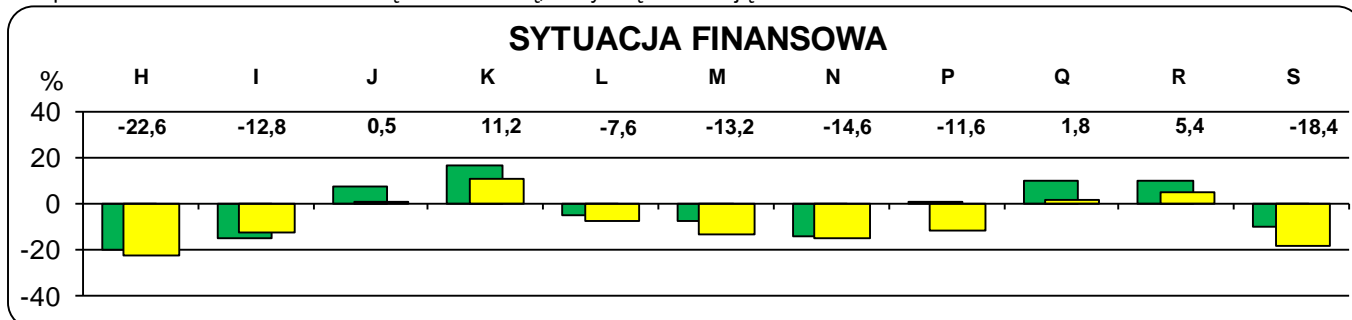 SYTUACJA FINANSOWA
% H I J K L M N P Q R S
40
-22,6 -12,8 0,5 11,2 -7,6 -13,2 -14,6 -11,6 1,8 5,4 -18,4
20
0
-20
-40